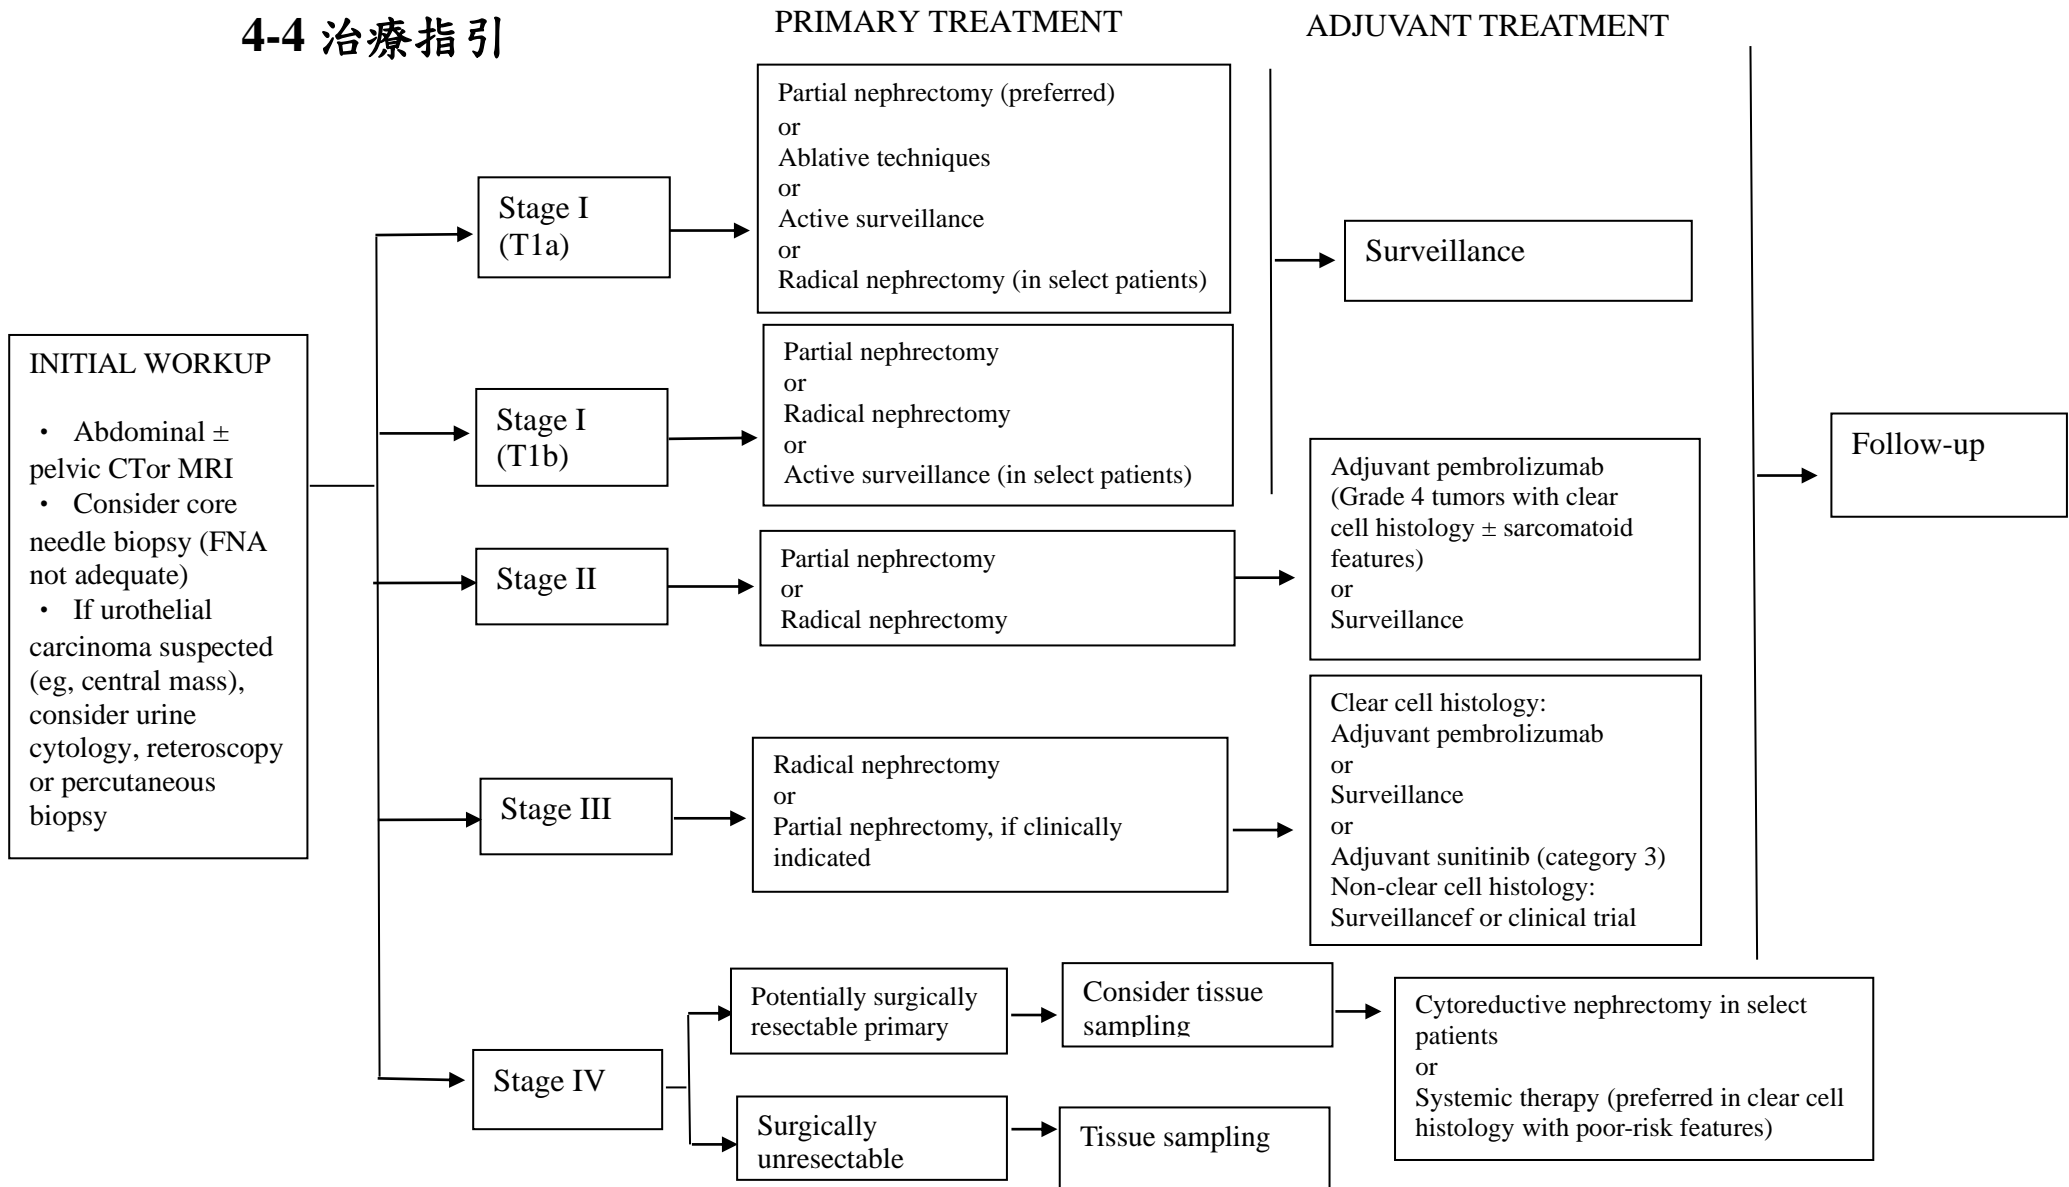 4-4 治療指引
PRIMARY TREATMENT
ADJUVANT TREATMENT
INITIAL WORKUP
• Abdominal ±
pelvic CTor MRI
• Consider core
needle biopsy (FNA
not adequate)
• If urothelial
carcinoma suspected
(eg, central mass),
consider urine
cytology, reteroscopy
or percutaneous
biopsy
Stage I
(T1a)
Partial nephrectomy (preferred)
or
Ablative techniques
or
Active surveillance
or
Radical nephrectomy (in select patients)
Surveillance
Stage I
(T1b)
Partial nephrectomy
or
Radical nephrectomy
or
Active surveillance (in select patients)
Stage II
Partial nephrectomy
or
Radical nephrectomy
Adjuvant pembrolizumab
(Grade 4 tumors with clear
cell histology ± sarcomatoid
features)
or
Surveillance
Follow-up
Stage III
Radical nephrectomy
or
Partial nephrectomy, if clinically
indicated
Clear cell histology:
Adjuvant pembrolizumab
or
Surveillance
or
Adjuvant sunitinib (category 3)
Non-clear cell histology:
Surveillancef or clinical trial
Stage IV
Potentially surgically
resectable primary
Consider tissue
sampling
Cytoreductive nephrectomy in select
patients
or
Systemic therapy (preferred in clear cell
histology with poor-risk features)
Surgically
unresectable
Tissue sampling